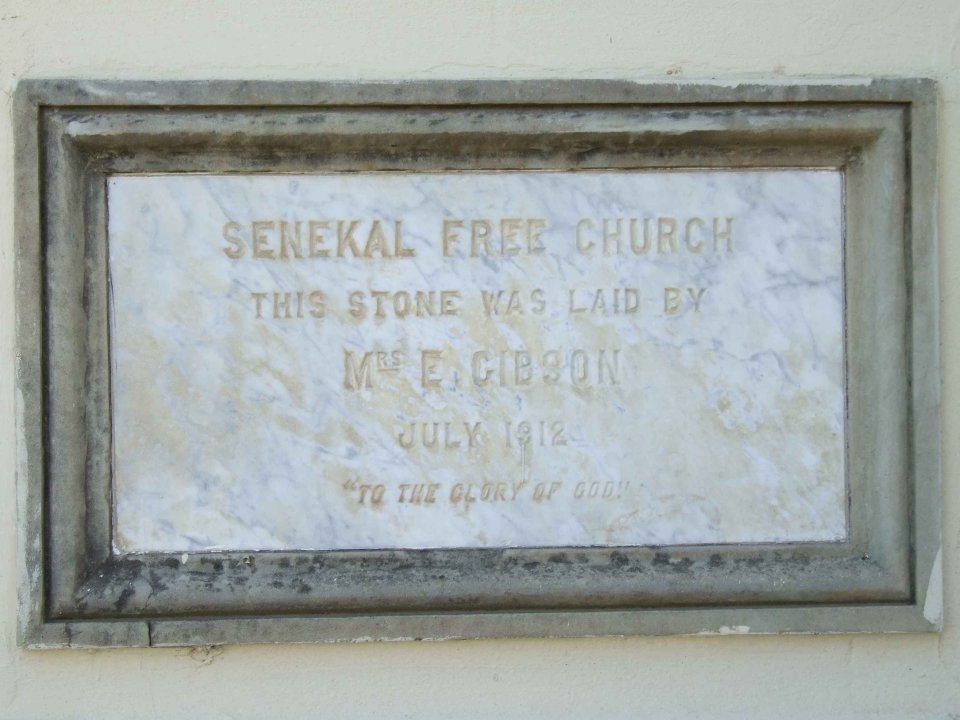 SENEKAL FREE CHURCH
THIS STONE WAS LAID BY
MRS E. GIBSON
JULY 1912
"TO THE GLORY OF GOD"